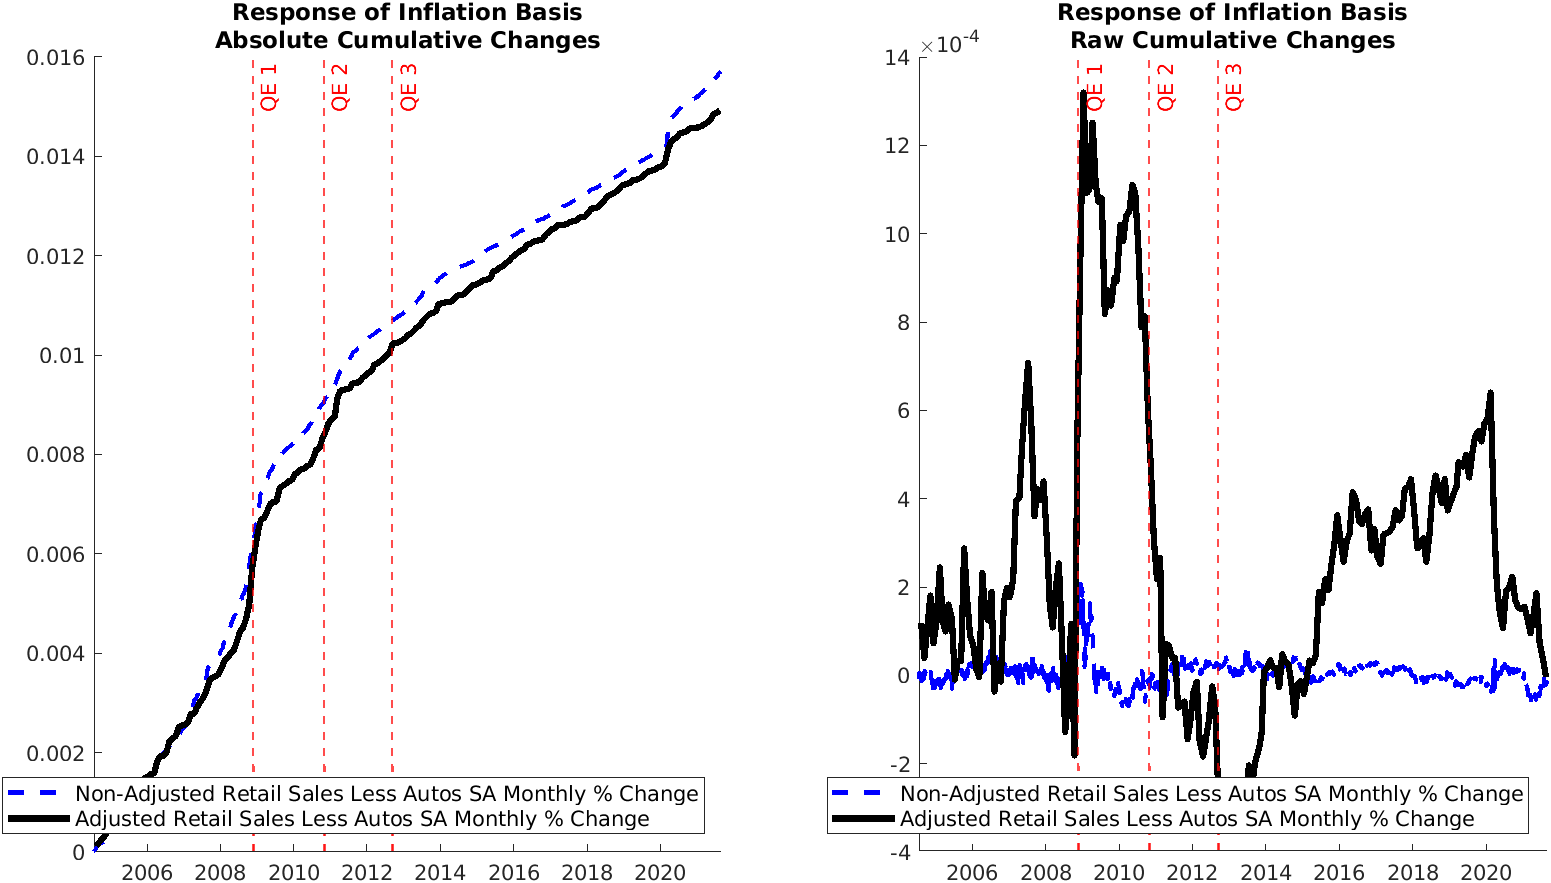 Response of Inflation Basis
Absolute Cumulative Changes
0.016
0.014
0.012
0.01
0.008
0.006
0.004
0.002
0
QE 1
QE 2
QE 3
Non-Adjusted Retail Sales Less Autos SA Monthly % Change
Adjusted Retail Sales Less Autos SA Monthly % Change
2006 2008 2010 2012 2014 2016 2018 2020
Response of Inflation Basis
Raw Cumulative Changes
×10-4
14
12
10
8
6
4
2
0
-2
-4
QE 1
QE 2
QE 3
Non-Adjusted Retail Sales Less Autos SA Monthly % Change
Adjusted Retail Sales Less Autos SA Monthly % Change
2006 2008 2010 2012 2014 2016 2018 2020